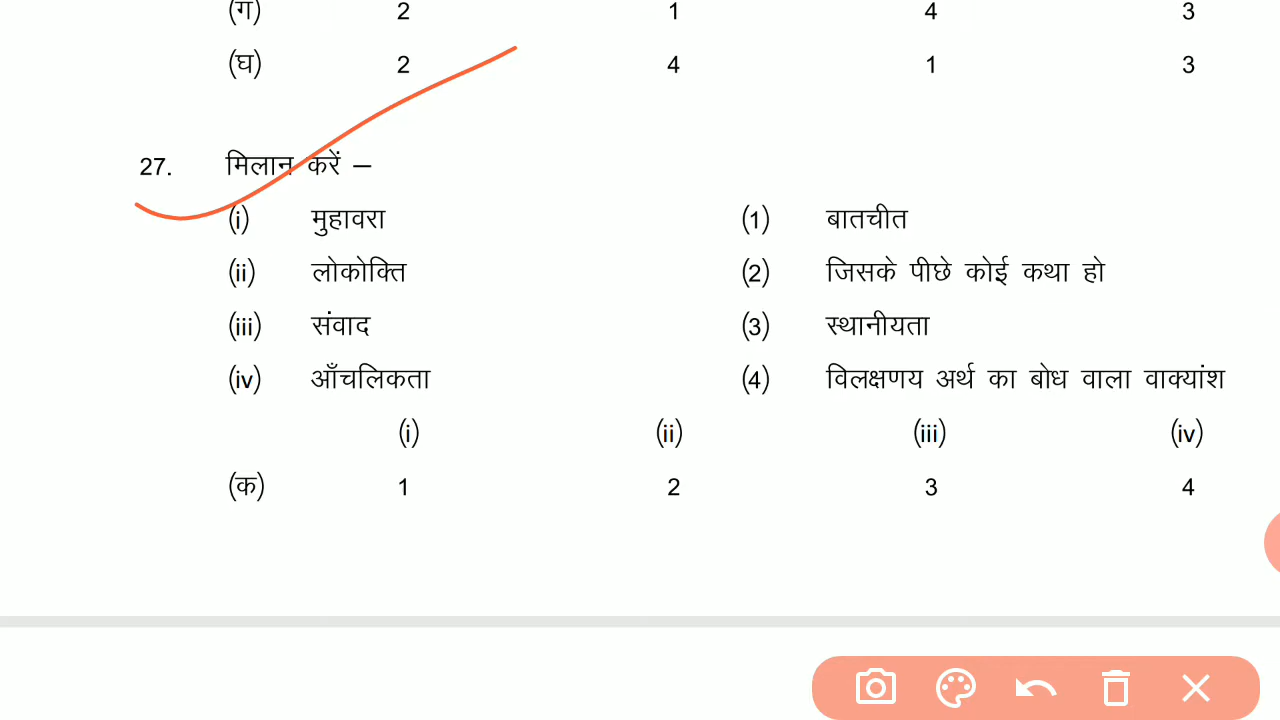 (ग) 2 1 4 3
(घ) 2 4 1 3
27. मिलान करें –
(i) मुहावरा (1) बातचीत
(ii) लोकोक्ति (2) जिसके पीछे कोई कथा हो
(iii) संवाद (3) स्थानीयता
(iv) आँचलिकता (4) विलक्षणय अर्थ का बोध वाला वाक्यांश
(i) (ii) (iii) (iv)
(क) 1 2 3 4